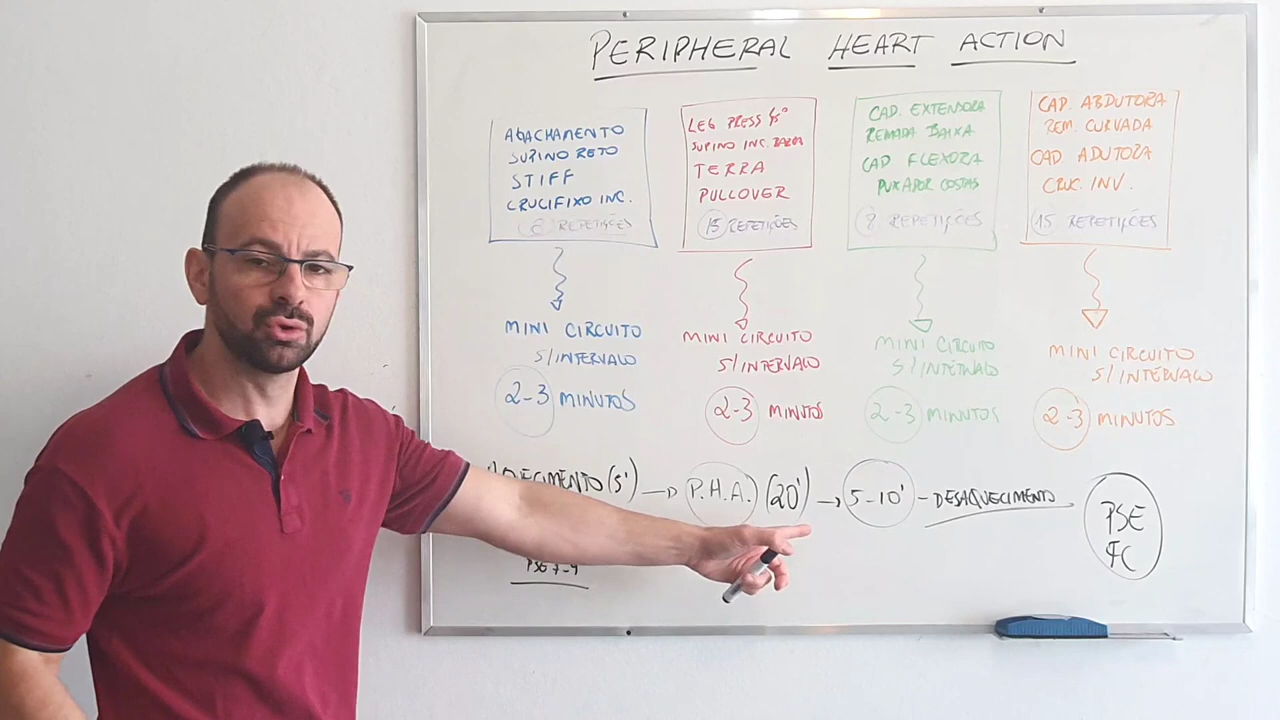 PERIPHERAL HEART ACTION
AGACHAMENTO
SUPINO RETO
STIFF
CRUCIFIXO INC.
REPETIÇÕES
MINI CIRCUITO
S/INTERVALO
2-3 MINUTOS
LEG PRESS 45°
SUPINO INC. BARRA
TERRA
PULLOVER
15 REPETIÇÕES
MINI CIRCUITO
S/INTERVALO
2-3 MINUTOS
CAD. EXTENSORA
REMADA BAIXA
CAD FLEXORA
PUXADOR COSTAS
8 REPETIÇÕES
MINI CIRCUITO
S/INTERVALO
2-3 MINUTOS
CAD. ABDUTORA
REM. CURVADA
CAD. ADUTORA
CRUC. INV.
15 REPETIÇÕES
MINI CIRCUITO
S/INTERVALO
2-3 MINUTOS
(5') → P.H.A. (20') → 5-10' - DESAQUECIMENTO
PSE
FC